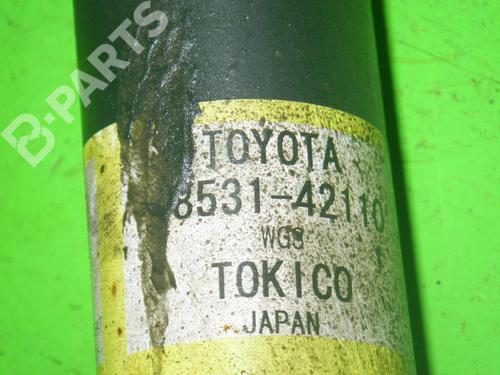 B-PARTS
TOYOTA
8531-42110
WGS
TOKICO
JAPAN